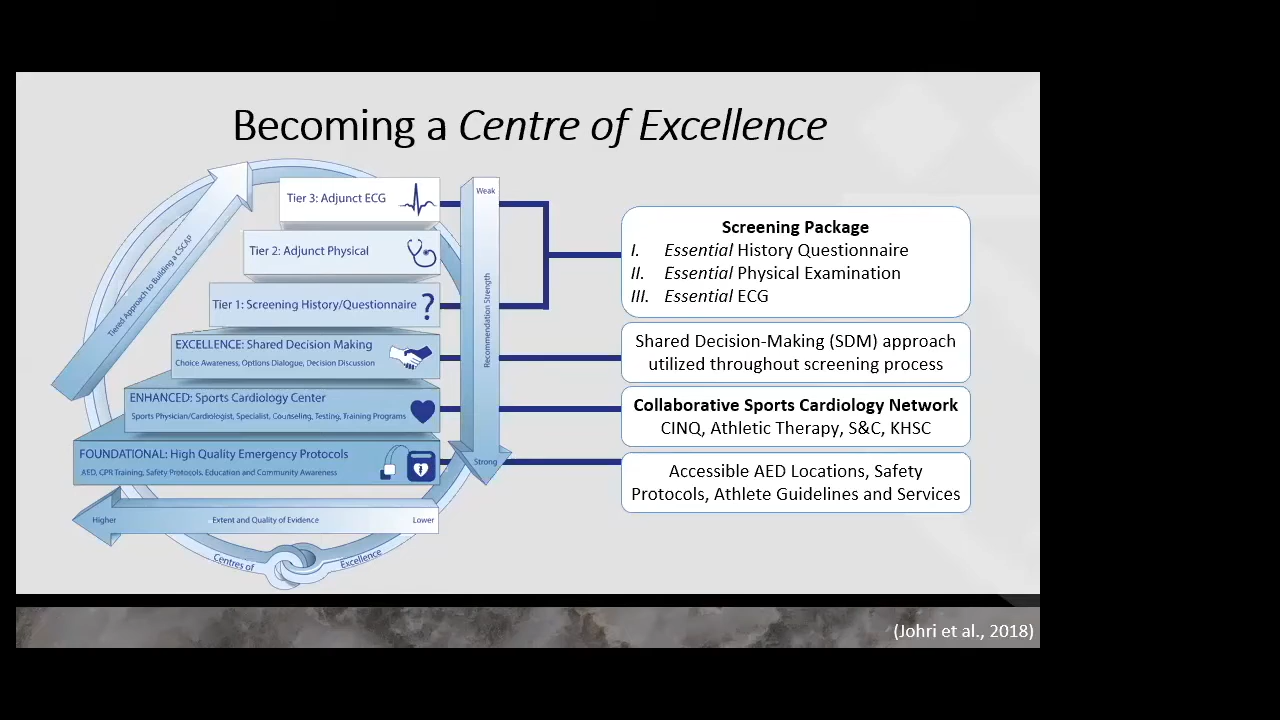 Becoming a Centre of Excellence
Tier 3: Adjunct ECG
Tier 2: Adjunct Physical
Tier 1: Screening History/Questionnaire ?
EXCELLENCE: Shared Decision Making
Choice Awareness, Options Dialogue, Decision Discussion
ENHANCED: Sports Cardiology Center
Sports Physician/Cardiologist, Specialist, Counseling, Testing, Training Programs
FOUNDATIONAL: High Quality Emergency Protocols
AED, CPR Training, Safety Protocols, Education and Community Awareness
Tiered Approach to Building a CSCAP
Weak
Recommendation Strength
Strong
Higher
Extent and Quality of Evidence
Lower
Centres of
Excellence
Screening Package
I. Essential History Questionnaire
II. Essential Physical Examination
III. Essential ECG
Shared Decision-Making (SDM) approach
utilized throughout screening process
Collaborative Sports Cardiology Network
CINQ, Athletic Therapy, S&C, KHSC
Accessible AED Locations, Safety
Protocols, Athlete Guidelines and Services
(Johri et al., 2018)